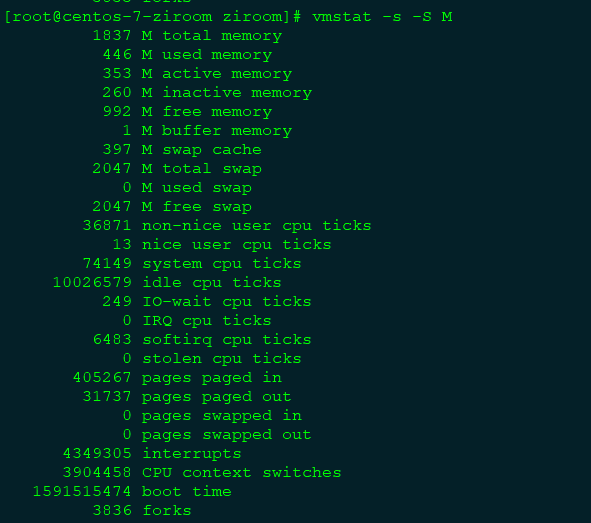 [root@centos-7-ziroom ziroom]# vmstat -s -S M
1837 M total memory
446 M used memory
353 M active memory
260 M inactive memory
992 M free memory
1 M buffer memory
397 M swap cache
2047 M total swap
0 M used swap
2047 M free swap
36871 non-nice user cpu ticks
13 nice user cpu ticks
74149 system cpu ticks
10026579 idle cpu ticks
249 IO-wait cpu ticks
0 IRQ cpu ticks
6483 softirq cpu ticks
0 stolen cpu ticks
405267 pages paged in
31737 pages paged out
0 pages swapped in
0 pages swapped out
4349305 interrupts
3904458 CPU context switches
1591515474 boot time
3836 forks